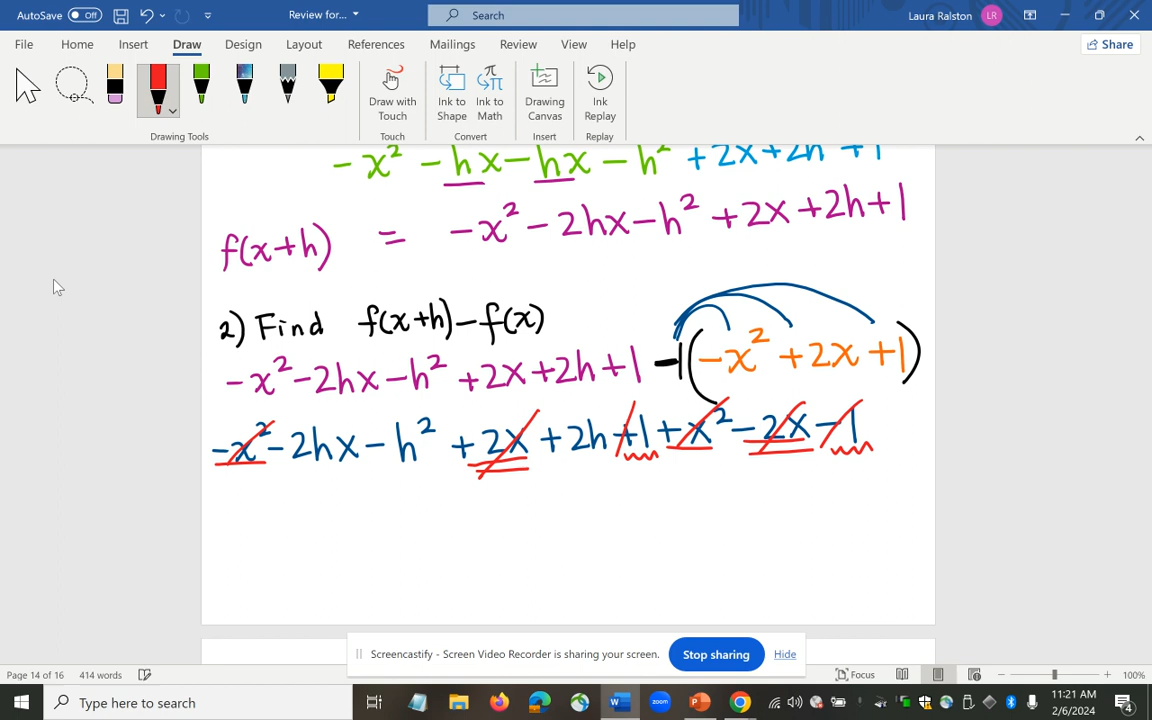 AutoSave Off Review for... Search Laura Ralston LR
File Home Insert Draw Design Layout References Mailings Review View Help Share
Draw with Touch Ink to Shape Ink to Math Drawing Canvas Ink Replay
Drawing Tools Touch Convert Insert Replay
-x² -hx-hx-h² +2x+2h+1
f(x+h) = -x²-2hx-h²+2x+2h+1
2) Find f(x+h)-f(x)
-x²-2hx-h²+2x+2h+1 -1(-x²+2x+1)
-x²-2hx-h²+2x+2h+1+x²-2x-1
Screencastify - Screen Video Recorder is sharing your screen. Stop sharing Hide
Page 14 of 16 414 words Focus 100%
Type here to search 11:21 AM
2/6/2024 4